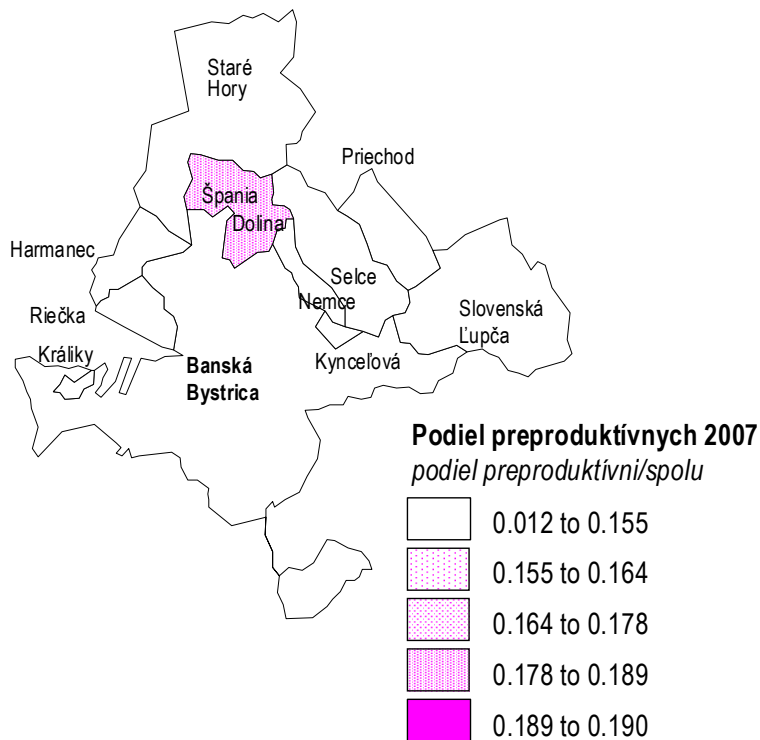 Staré
Hory
Priechod
Špania
Dolina
Harmanec
Selce
Nemce
Riečka
Slovenská
Ľupča
Králiky
Banská
Bystrica
Kynceľová
Podiel preproduktívnych 2007
podiel preproduktívni/spolu
0.012 to 0.155
0.155 to 0.164
0.164 to 0.178
0.178 to 0.189
0.189 to 0.190